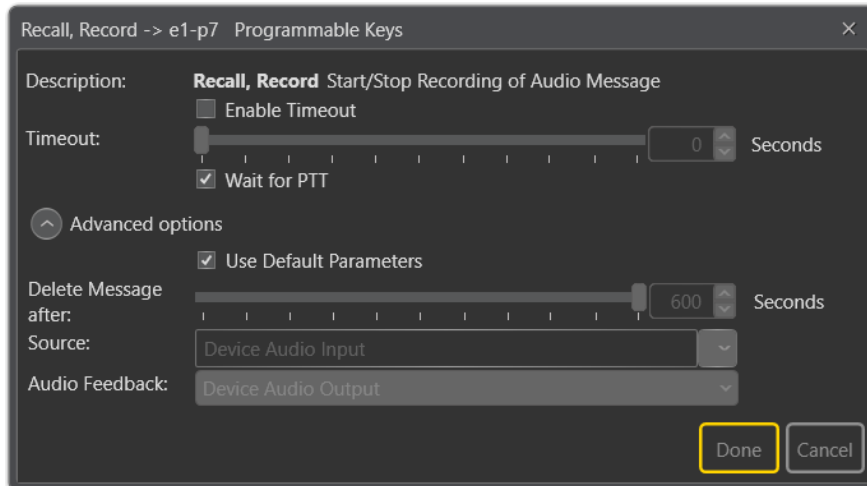 Recall, Record -> e1-p7 Programmable Keys
Description: Recall, Record Start/Stop Recording of Audio Message
Enable Timeout
Timeout: 0 Seconds
Wait for PTT
Advanced options
Use Default Parameters
Delete Message
after: 600 Seconds
Source: Device Audio Input
Audio Feedback: Device Audio Output
Done Cancel